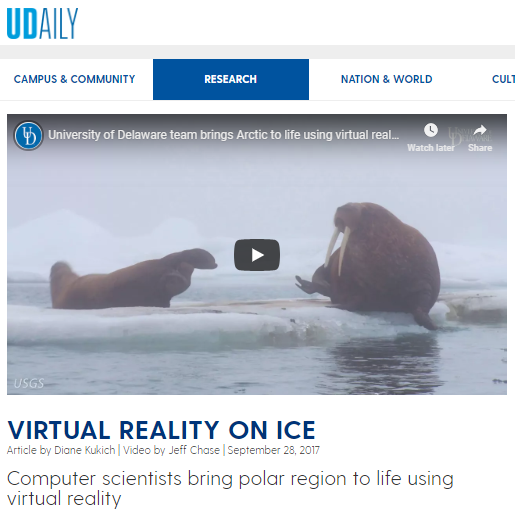 UDAILY
CAMPUS & COMMUNITY RESEARCH NATION & WORLD CULT
UD University of Delaware team brings Arctic to life using virtual real...
Watch later Share
USGS
VIRTUAL REALITY ON ICE
Article by Diane Kukich | Video by Jeff Chase | September 28, 2017
Computer scientists bring polar region to life using
virtual reality